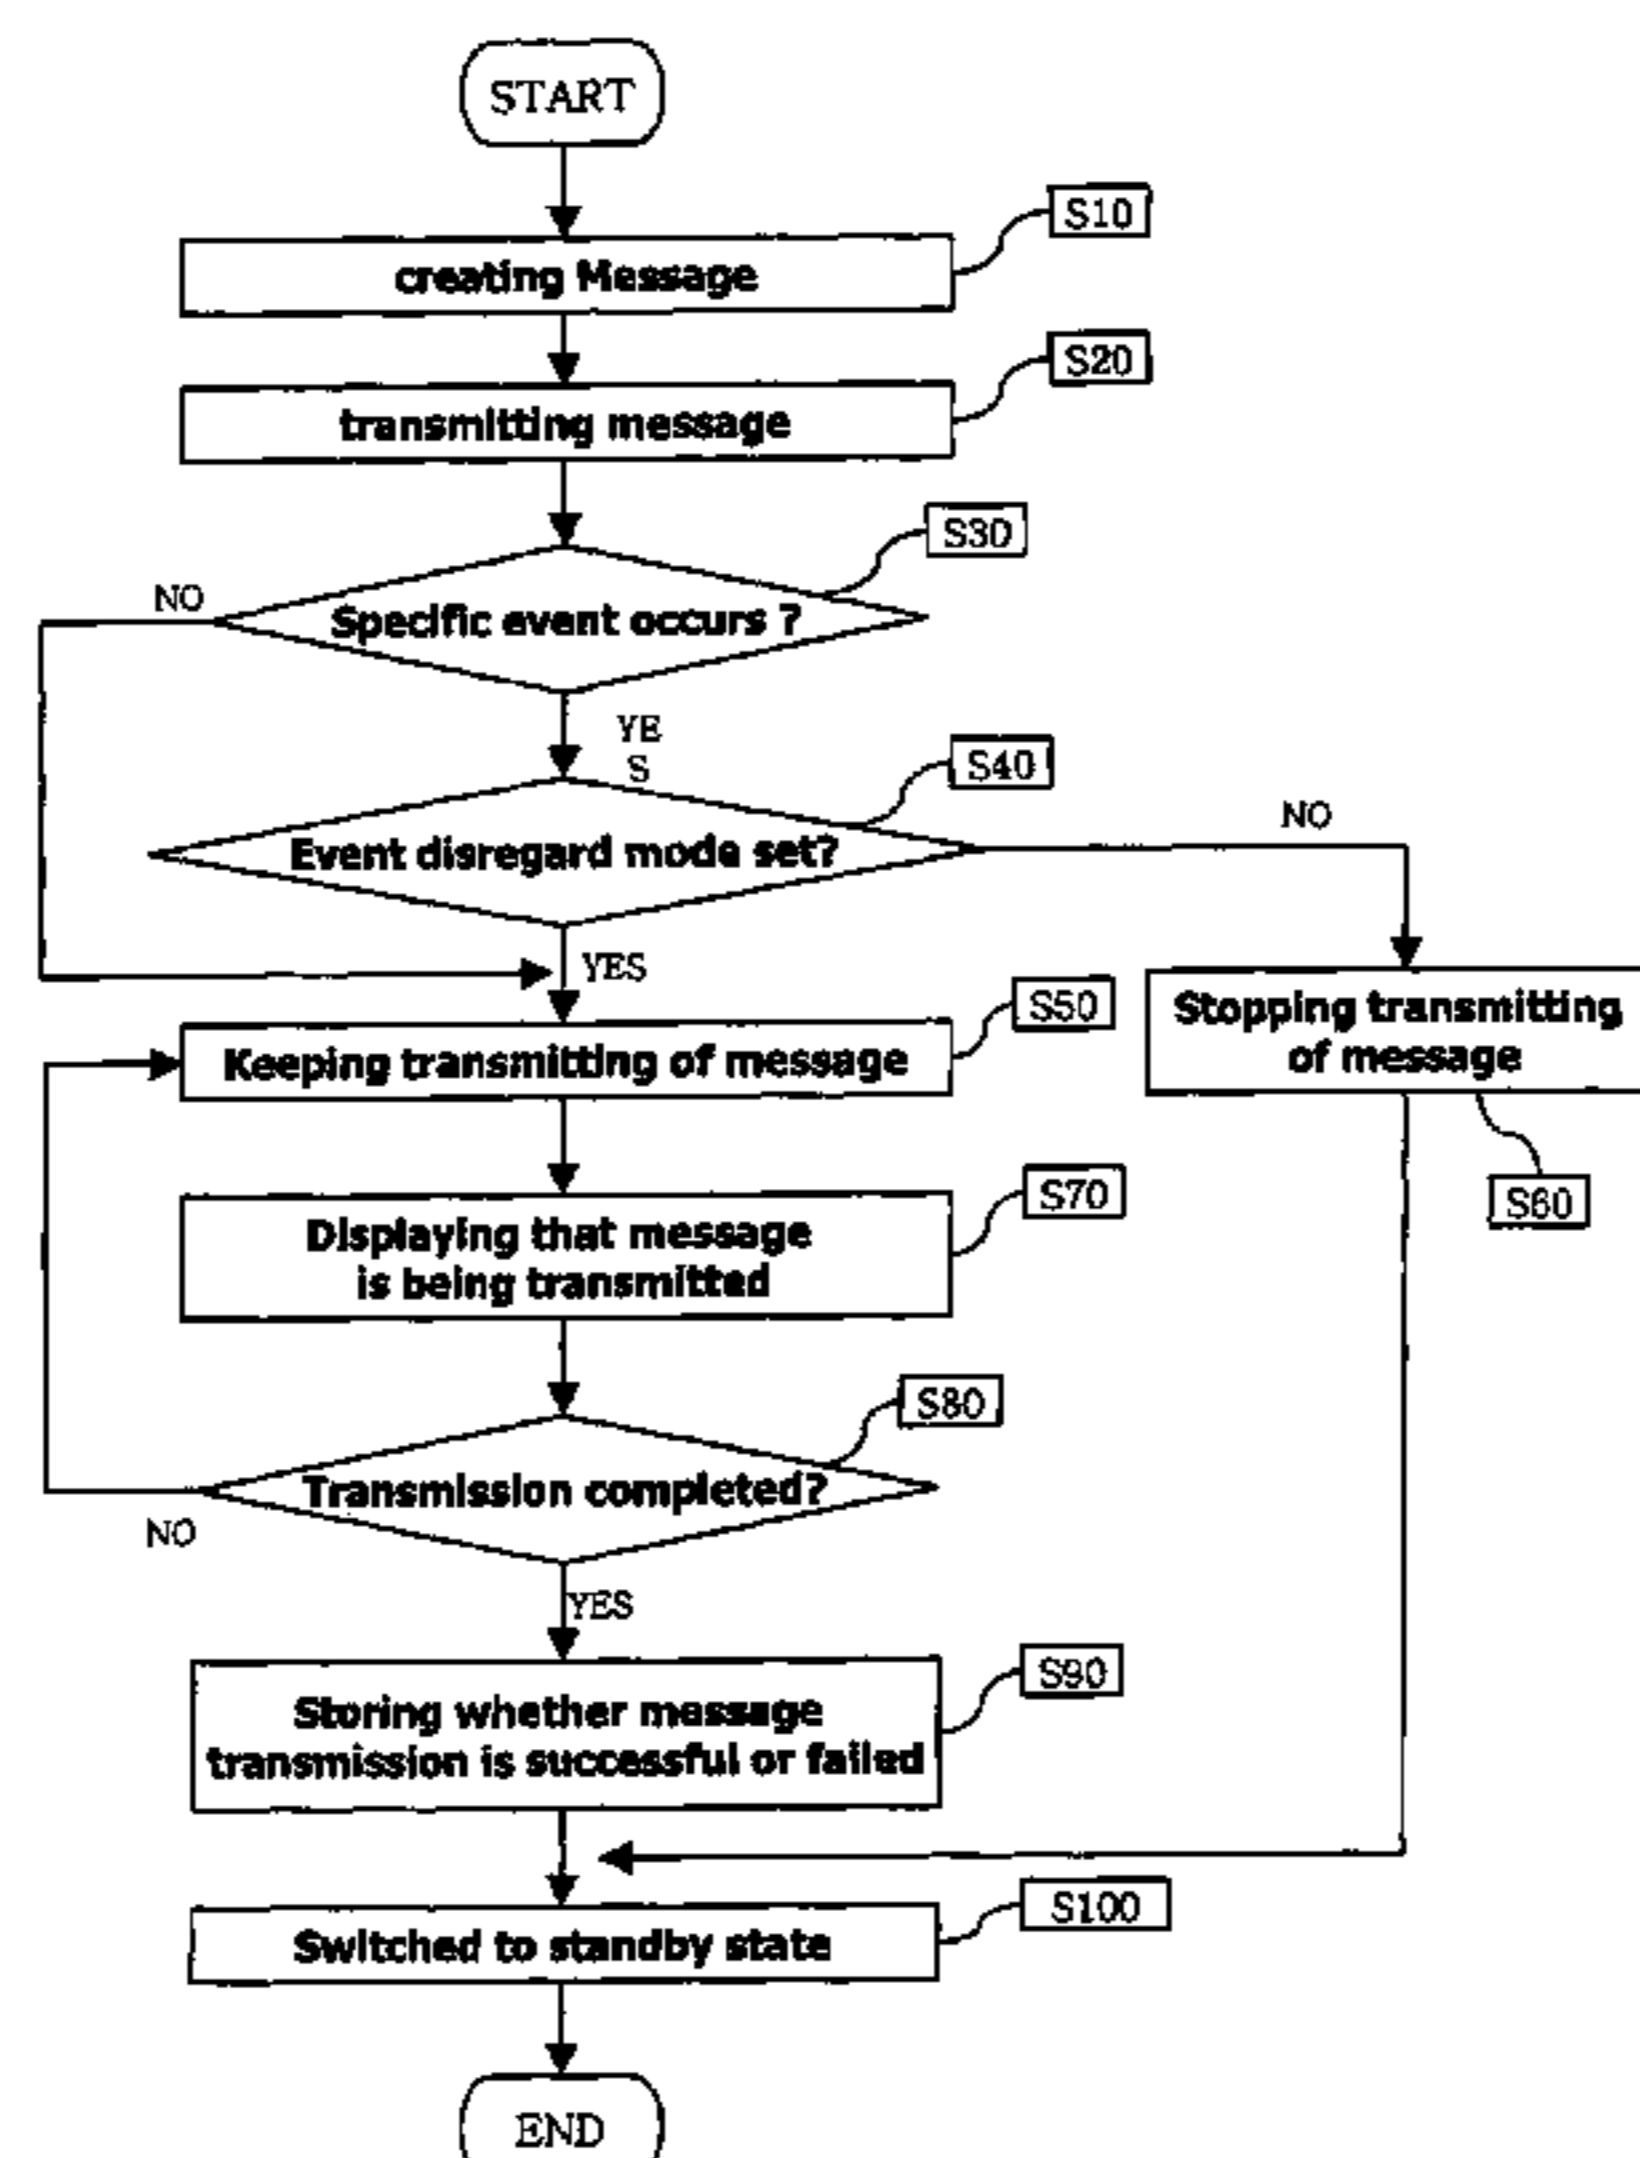 START
S10
creating Message
S20
transmitting message
S30
NO
Specific event occurs ?
YE
S
S40
NO
Event disregard mode set?
YES
S50
Keeping transmitting of message
Stopping transmitting
of message
S60
S70
Displaying that message
is being transmitted
S80
Transmission completed?
NO
YES
S90
Storing whether message
transmission is successful or failed
S100
Switched to standby state
END